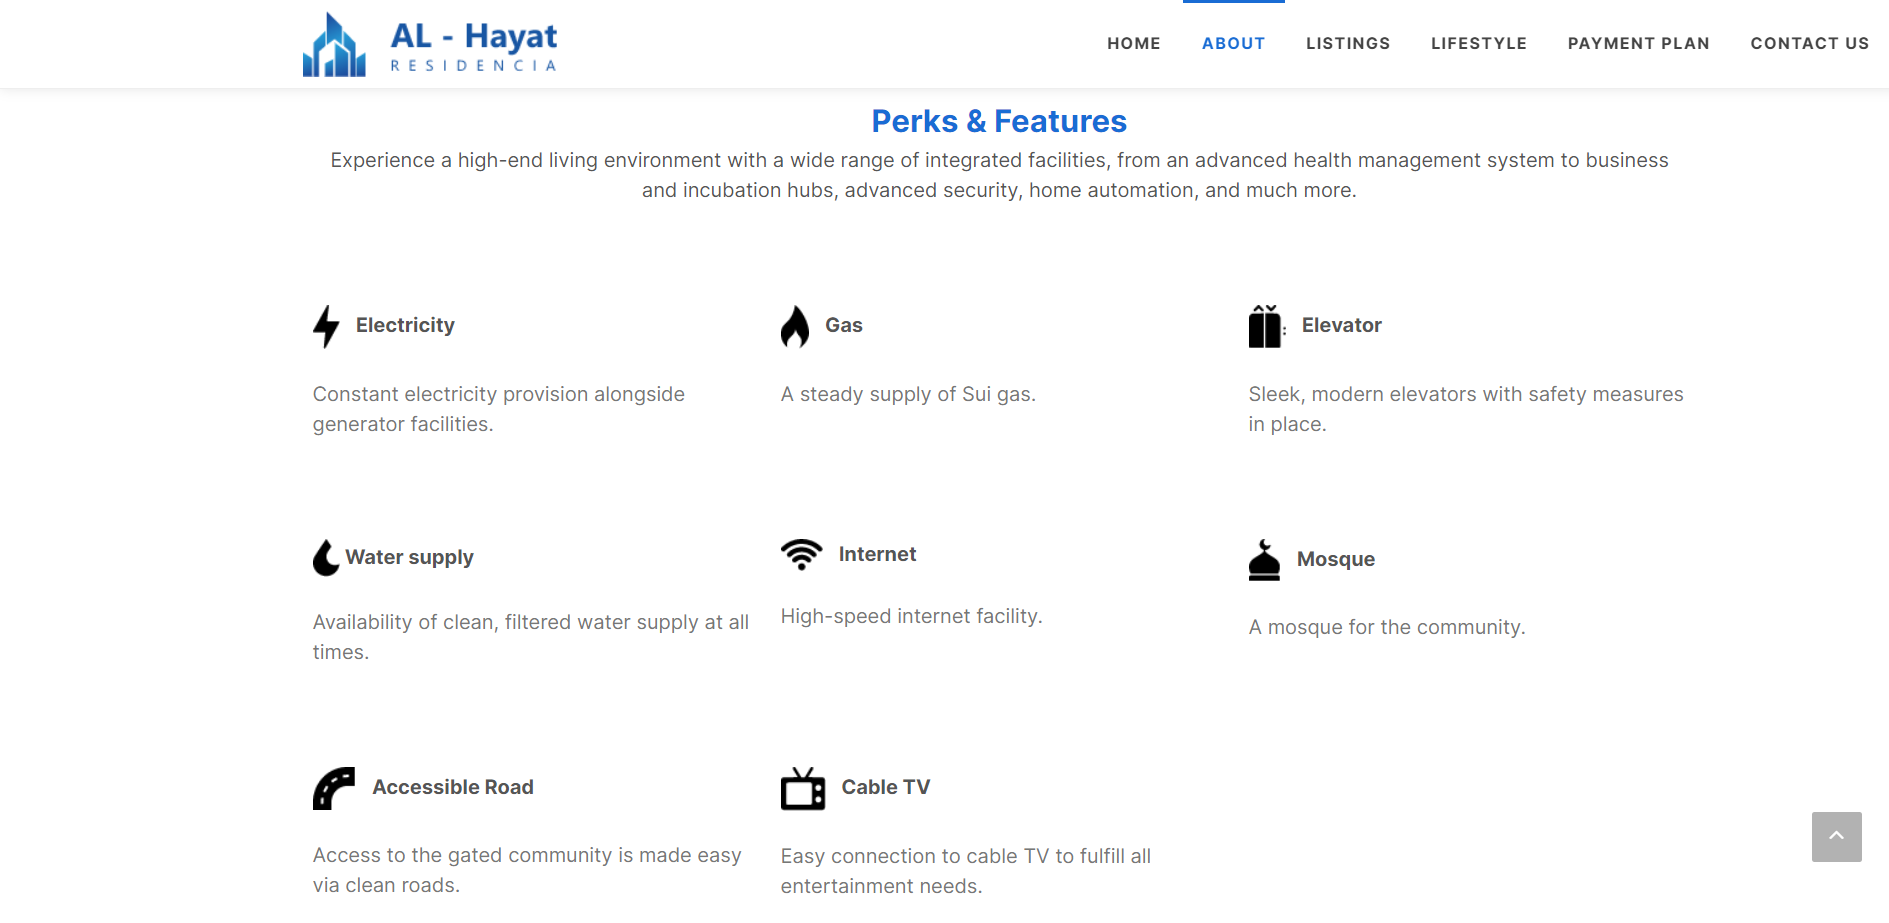 AL - Hayat
RESIDENCIA
HOME ABOUT LISTINGS LIFESTYLE PAYMENT PLAN CONTACT US
Perks & Features
Experience a high-end living environment with a wide range of integrated facilities, from an advanced health management system to business
and incubation hubs, advanced security, home automation, and much more.
Electricity
Constant electricity provision alongside
generator facilities.
Gas
A steady supply of Sui gas.
Elevator
Sleek, modern elevators with safety measures
in place.
Water supply
Availability of clean, filtered water supply at all
times.
Internet
High-speed internet facility.
Mosque
A mosque for the community.
Accessible Road
Access to the gated community is made easy
via clean roads.
Cable TV
Easy connection to cable TV to fulfill all
entertainment needs.